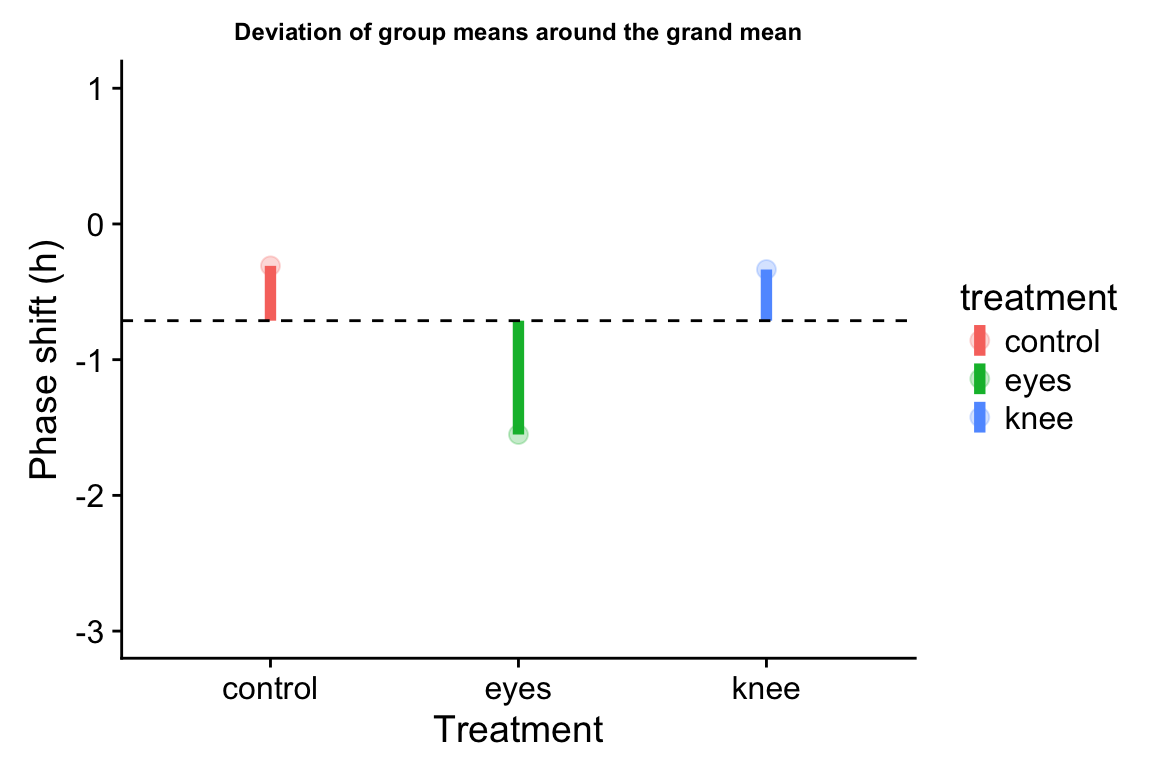 Deviation of group means around the grand mean
Phase shift (h)
1
0
-1
-2
-3
control
eyes
knee
Treatment
treatment
control
eyes
knee